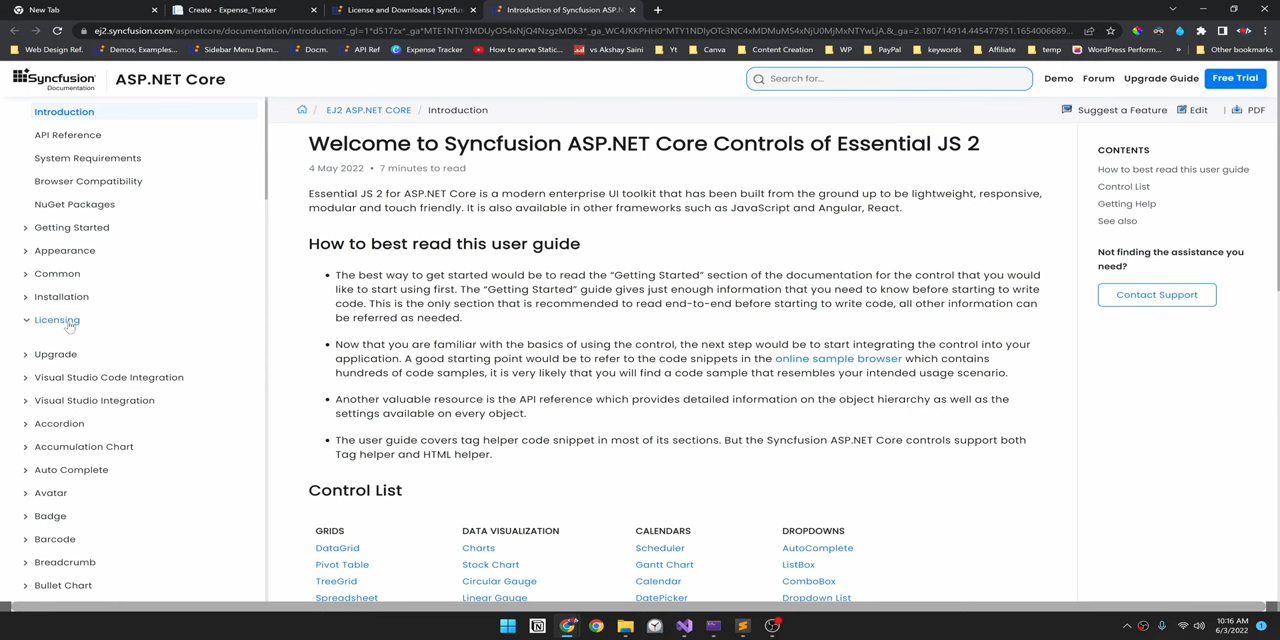 New Tab
Create - Expense_Tracker
License and Downloads | Syncfus
Introduction of Syncfusion ASP.N
ej2.syncfusion.com/aspnetcore/documentation/introduction?
Web Design Ref.
Demos, Examples...
Sidebar Menu Dem...
Docm.
API Ref
Expense Tracker
How to serve Static...
vs Akshay Saini
Yt
Canva
Content Creation
WP
PayPal
keywords
Affiliate
temp
WordPress Perform...
»
Other bookmarks
Syncfusion
Documentation
ASP.NET Core
Search for...
Demo
Forum
Upgrade Guide
Free Trial
Introduction
API Reference
System Requirements
Browser Compatibility
NuGet Packages
Getting Started
Appearance
Common
Installation
Licensing
Upgrade
Visual Studio Code Integration
Visual Studio Integration
Accordion
Accumulation Chart
Auto Complete
Avatar
Badge
Barcode
Breadcrumb
Bullet Chart
/ EJ2 ASP.NET CORE / Introduction
Suggest a Feature
Edit
| PDF
Welcome to Syncfusion ASP.NET Core Controls of Essential JS 2
4 May 2022 • 7 minutes to read
Essential JS 2 for ASP.NET Core is a modern enterprise UI toolkit that has been built from the ground up to be lightweight, responsive,
modular and touch friendly. It is also available in other frameworks such as JavaScript and Angular, React.
How to best read this user guide
• The best way to get started would be to read the “Getting Started” section of the documentation for the control that you would
like to start using first. The “Getting Started” guide gives just enough information that you need to know before starting to write
code. This is the only section that is recommended to read end-to-end before starting to write code, all other information can
be referred as needed.
• Now that you are familiar with the basics of using the control, the next step would be to start integrating the control into your
application. A good starting point would be to refer to the code snippets in the online sample browser which contains
hundreds of code samples, it is very likely that you will find a code sample that resembles your intended usage scenario.
• Another valuable resource is the API reference which provides detailed information on the object hierarchy as well as the
settings available on every object.
• The user guide covers tag helper code snippet in most of its sections. But the Syncfusion ASP.NET Core controls support both
Tag helper and HTML helper.
Control List
GRIDS
DataGrid
Pivot Table
TreeGrid
Spreadsheet
DATA VISUALIZATION
Charts
Stock Chart
Circular Gauge
Linear Gauge
CALENDARS
Scheduler
Gantt Chart
Calendar
DatePicker
DROPDOWNS
AutoComplete
ListBox
ComboBox
Dropdown List
CONTENTS
How to best read this user guide
Control List
Getting Help
See also
Not finding the assistance you
need?
Contact Support
10:16 AM
6/3/2022